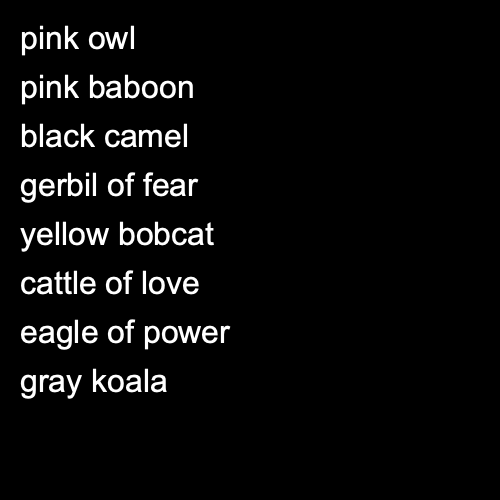 pink owl
pink baboon
black camel
gerbil of fear
yellow bobcat
cattle of love
eagle of power
gray koala